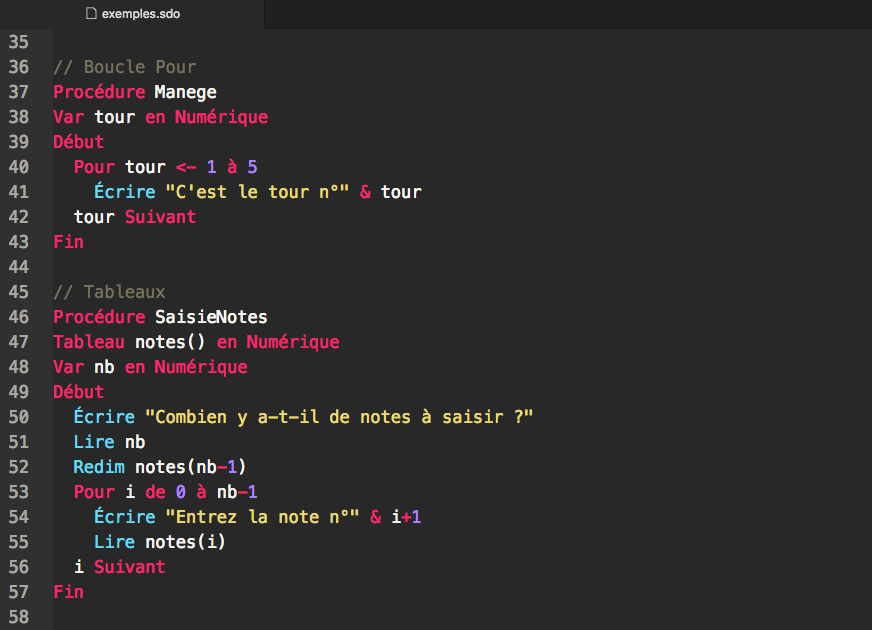 exemples.sdo
35
36 // Boucle Pour
37 Procédure Manege
38 Var tour en Numérique
39 Début
40   Pour tour <- 1 à 5
41     Écrire "C'est le tour n°" & tour
42   tour Suivant
43 Fin
44
45 // Tableaux
46 Procédure SaisieNotes
47 Tableau notes() en Numérique
48 Var nb en Numérique
49 Début
50   Écrire "Combien y a-t-il de notes à saisir ?"
51   Lire nb
52   Redim notes(nb-1)
53   Pour i de 0 à nb-1
54     Écrire "Entrez la note n°" & i+1
55     Lire notes(i)
56   i Suivant
57 Fin
58